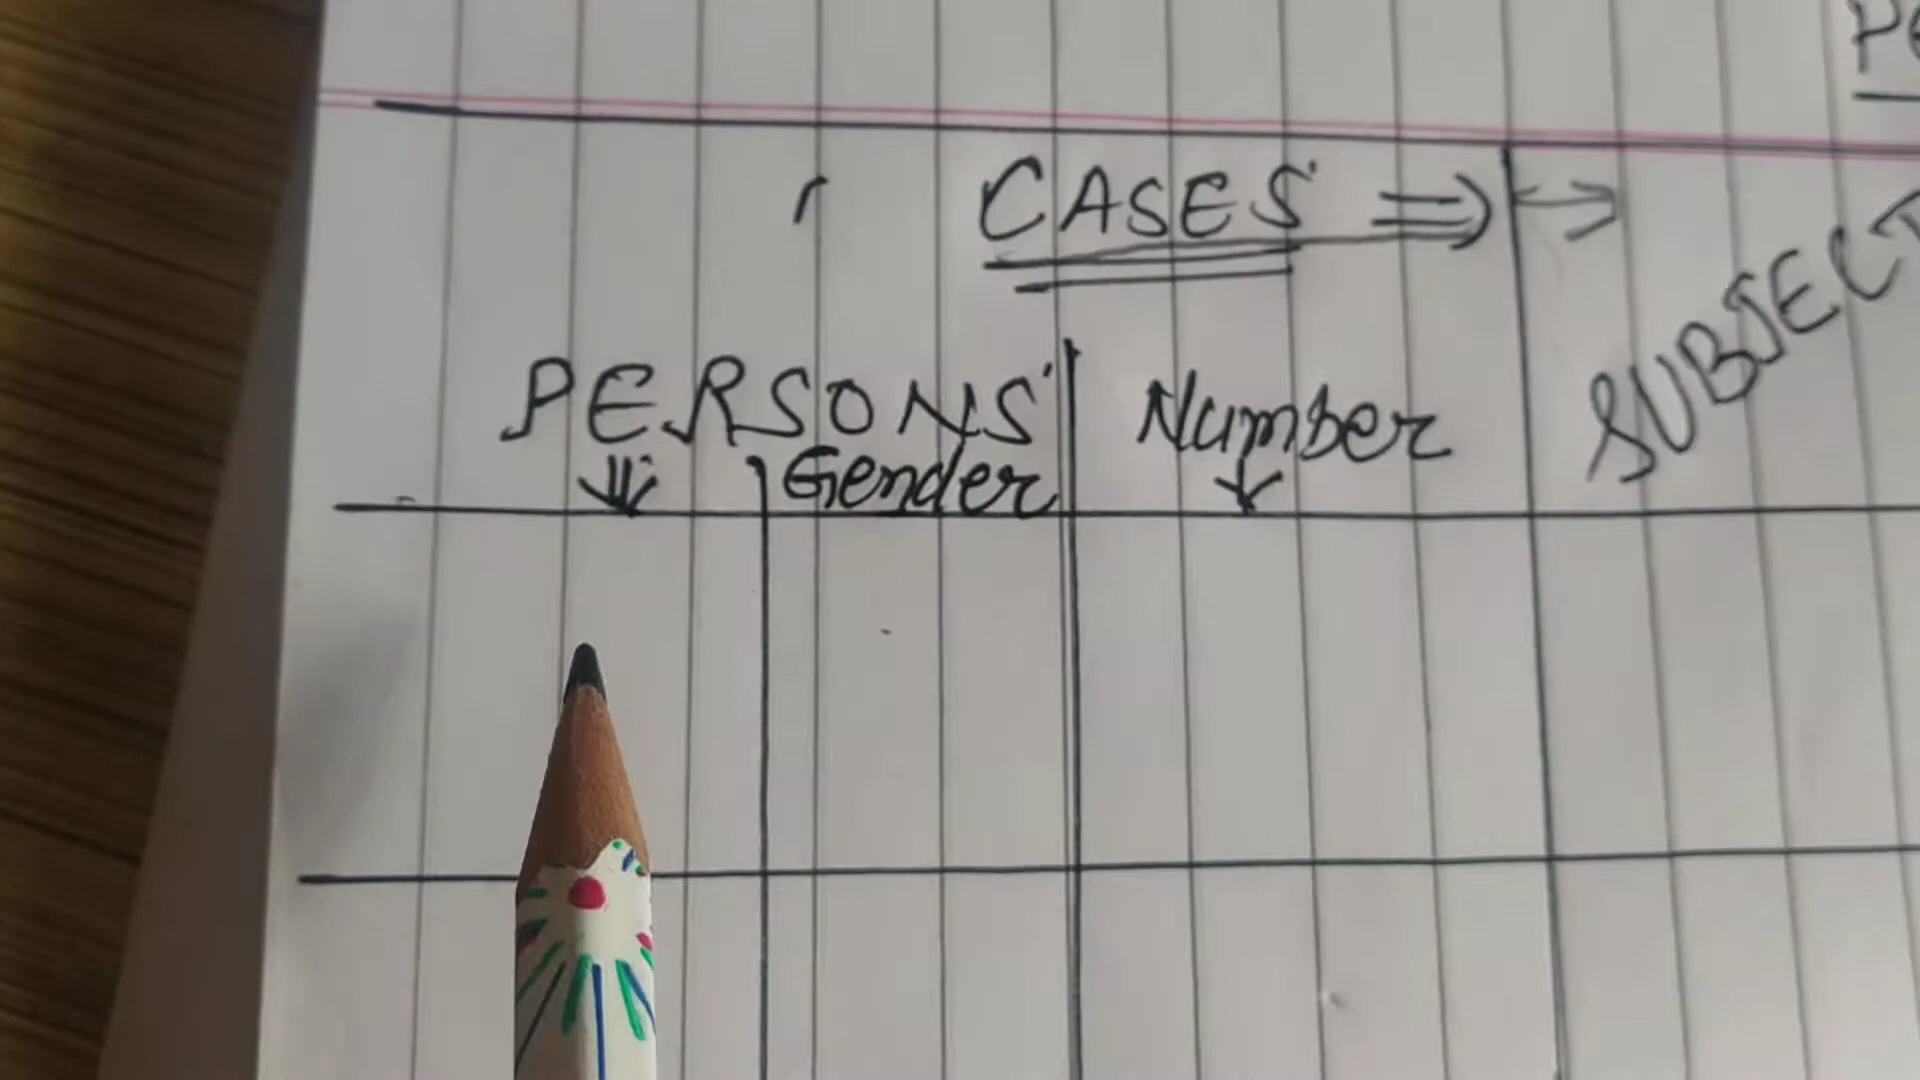 CASES ⇒ →
SUBJECT
PERSONS Number
Gender